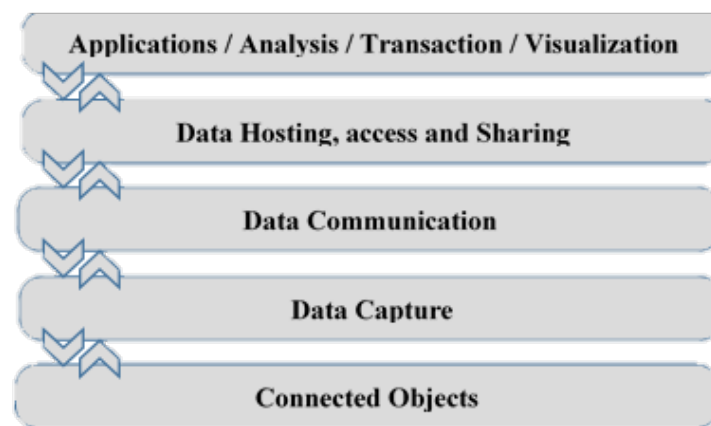 Applications / Analysis / Transaction / Visualization
Data Hosting, access and Sharing
Data Communication
Data Capture
Connected Objects